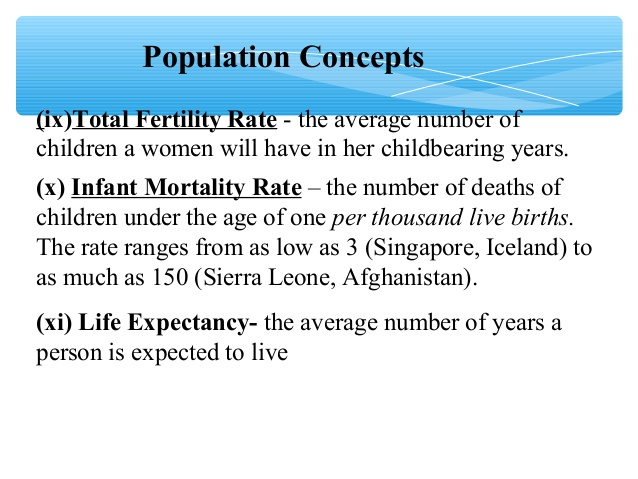 Population Concepts
(ix)Total Fertility Rate - the average number of
children a women will have in her childbearing years.
(x) Infant Mortality Rate – the number of deaths of
children under the age of one per thousand live births.
The rate ranges from as low as 3 (Singapore, Iceland) to
as much as 150 (Sierra Leone, Afghanistan).
(xi) Life Expectancy- the average number of years a
person is expected to live